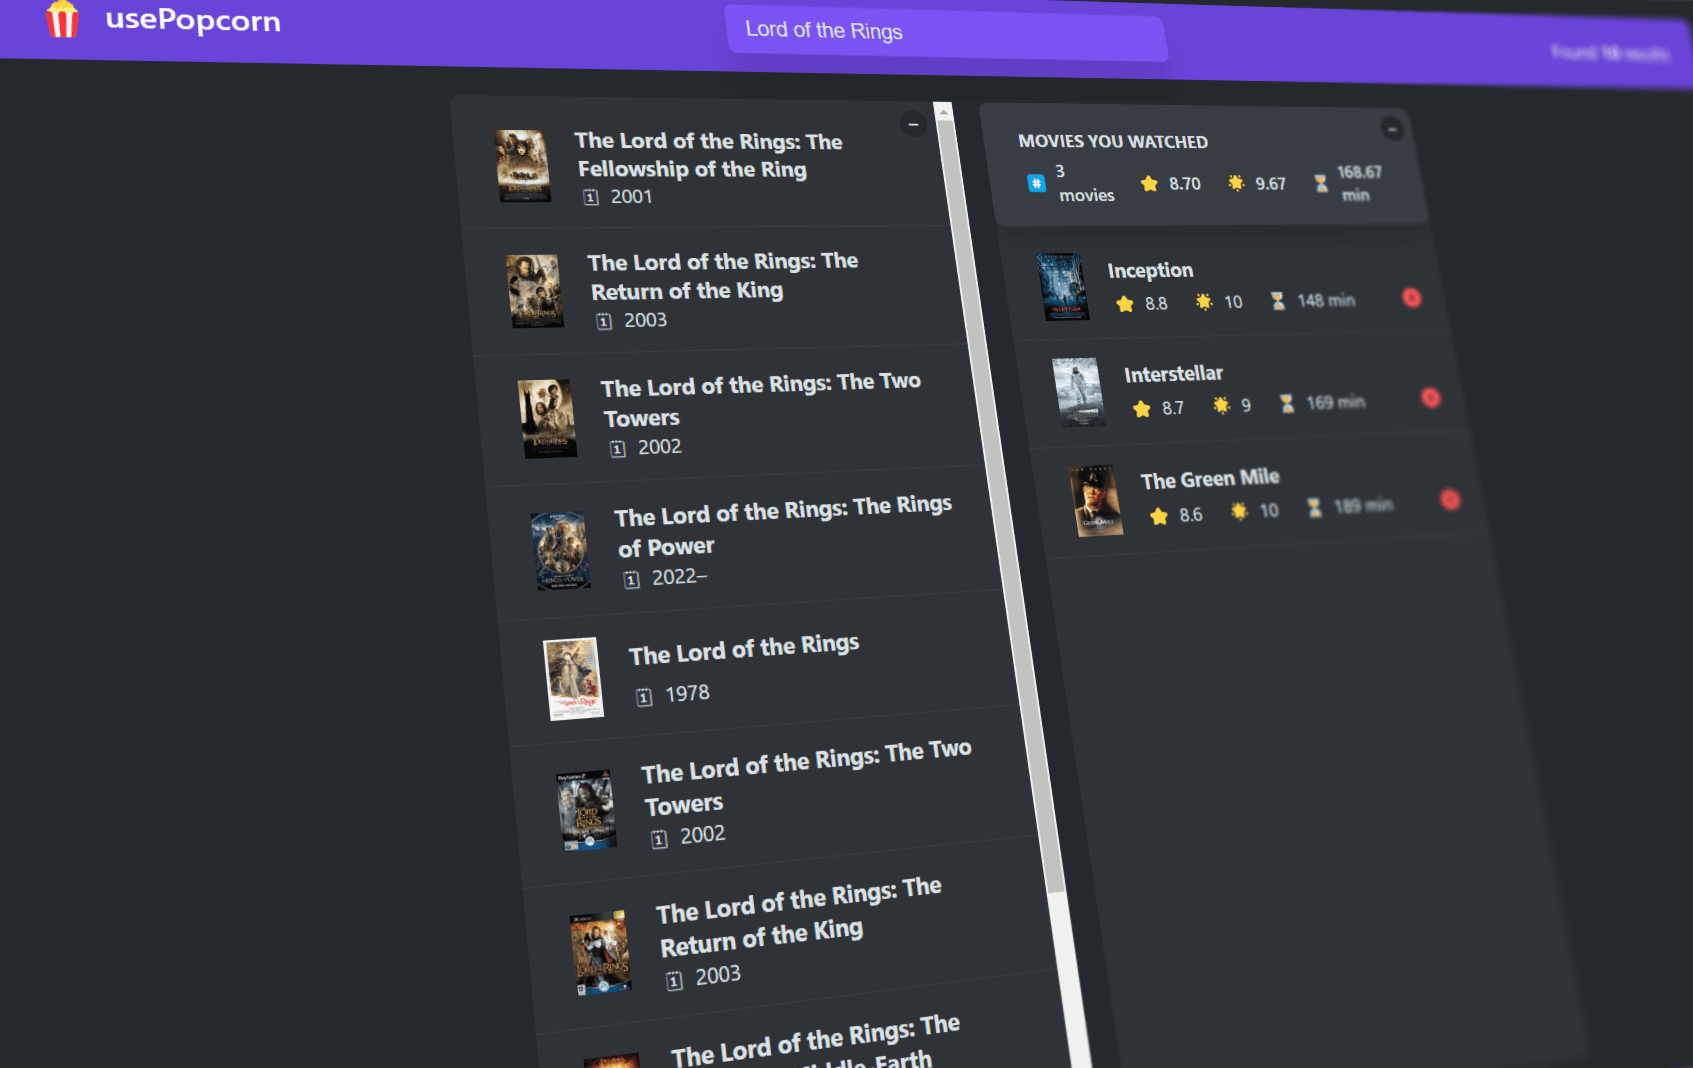 usePopcorn
Lord of the Rings
Found 10 results
The Lord of the Rings: The
Fellowship of the Ring
2001
The Lord of the Rings: The
Return of the King
2003
The Lord of the Rings: The Two
Towers
2002
The Lord of the Rings: The Rings
of Power
2022–
The Lord of the Rings
1978
The Lord of the Rings: The Two
Towers
2002
The Lord of the Rings: The
Return of the King
2003
The Lord of the Rings: The
MOVIES YOU WATCHED
# 3 movies 8.70 9.67 168.67 min
Inception
8.8 10 148 min
Interstellar
8.7 9 169 min
The Green Mile
8.6 10 189 min